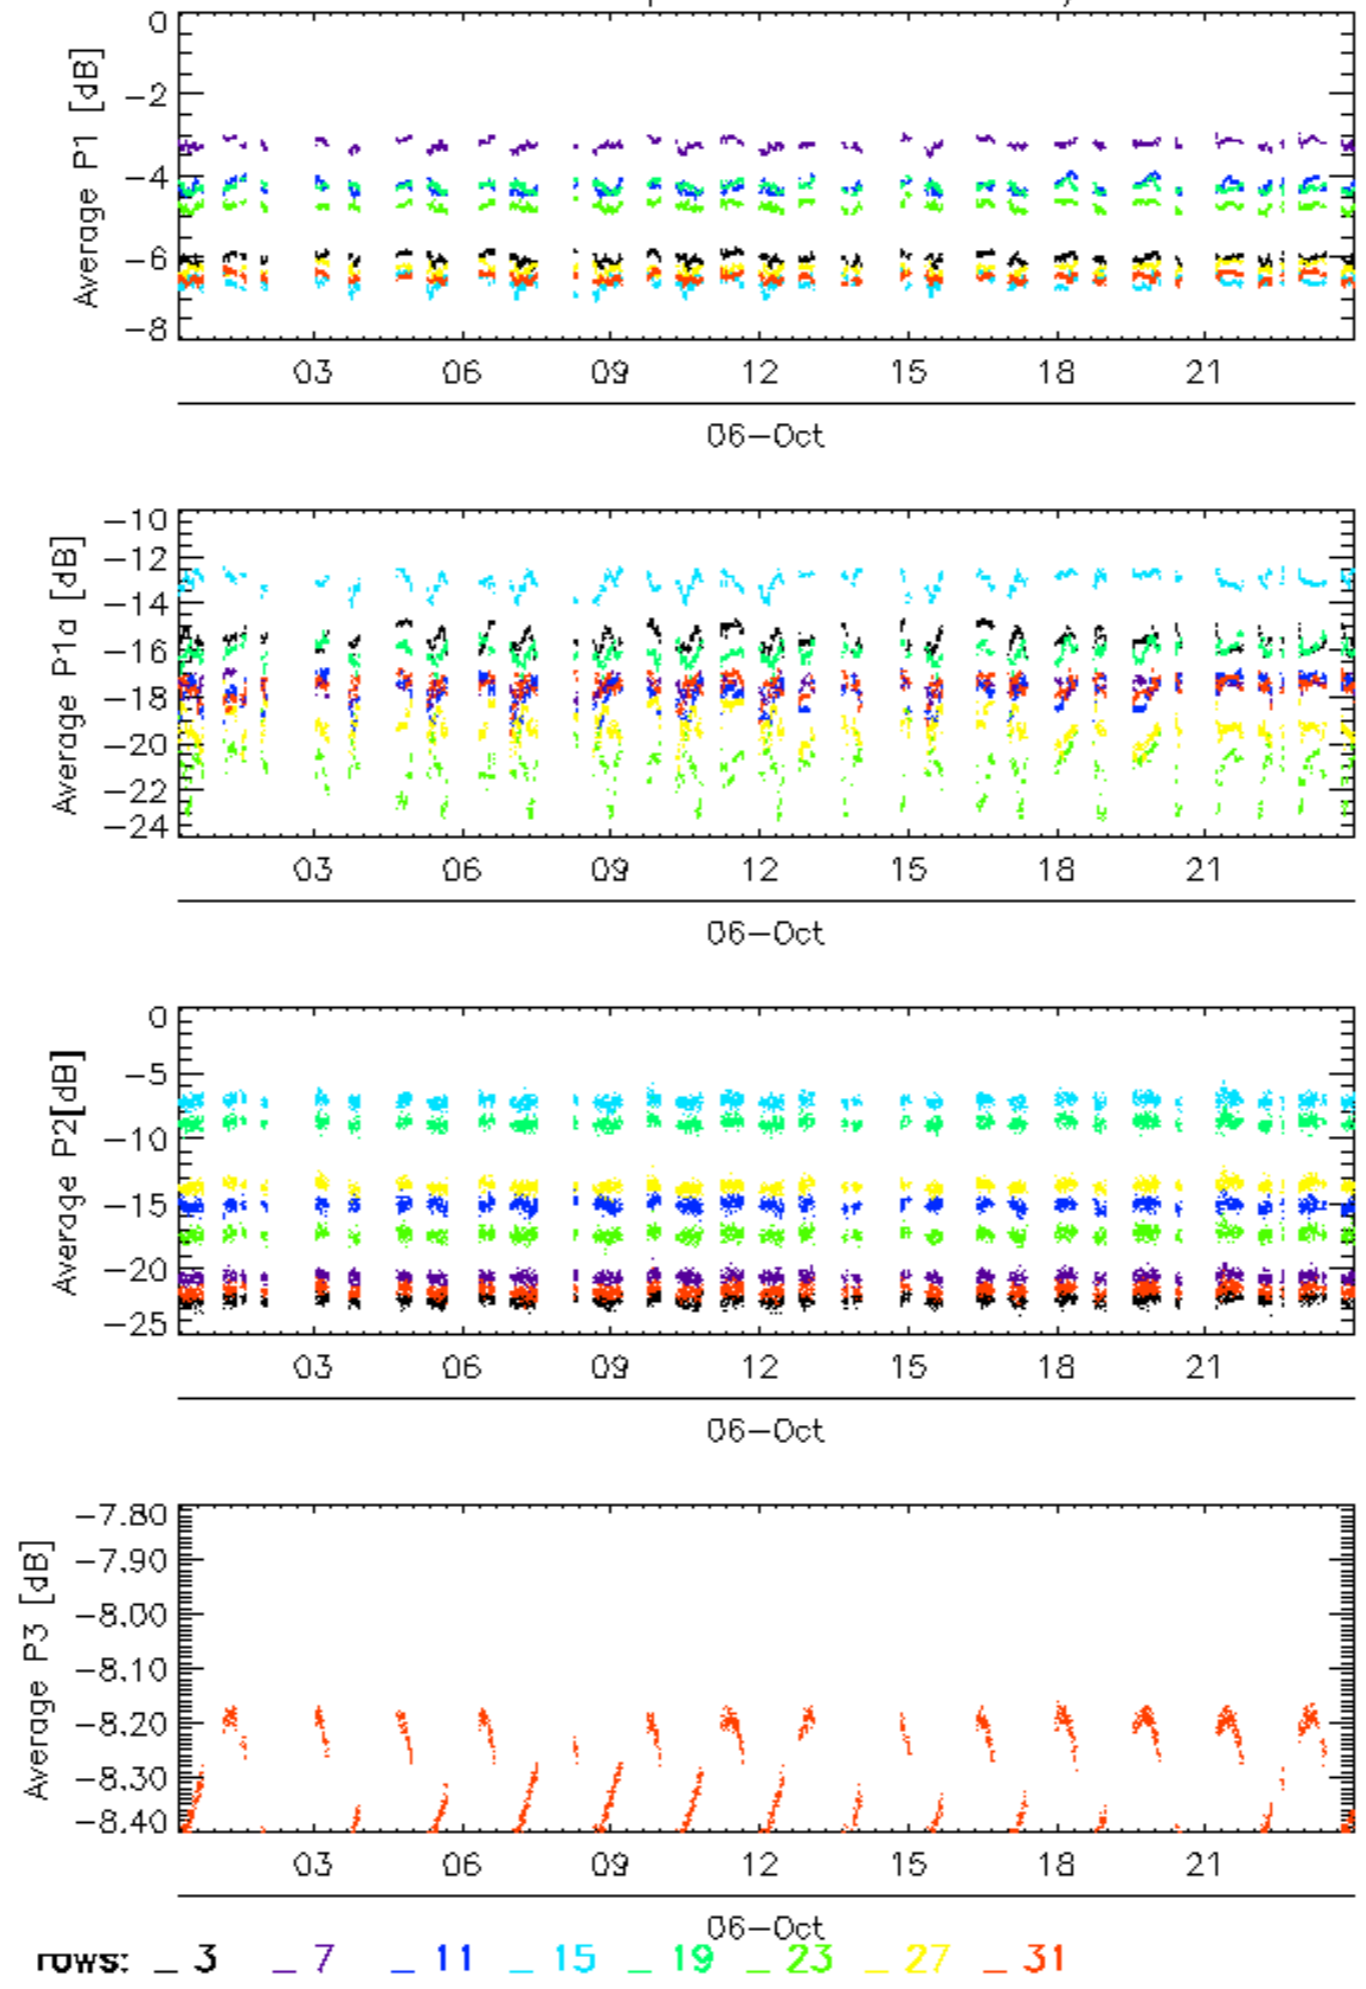 0
−2
−4
−6
−8
Average P1 [dB]
03 06 09 12 15 18 21
06−Oct
−10
−12
−14
−16
−18
−20
−22
−24
Average P1a [dB]
03 06 09 12 15 18 21
06−Oct
0
−5
−10
−15
−20
−25
Average P2[dB]
03 06 09 12 15 18 21
06−Oct
−7.80
−7.90
−8.00
−8.10
−8.20
−8.30
−8.40
Average P3 [dB]
03 06 09 12 15 18 21
06−Oct
rows: _ 3 _ 7 _ 11 _ 15 _ 19 _ 23 _ 27 _ 31